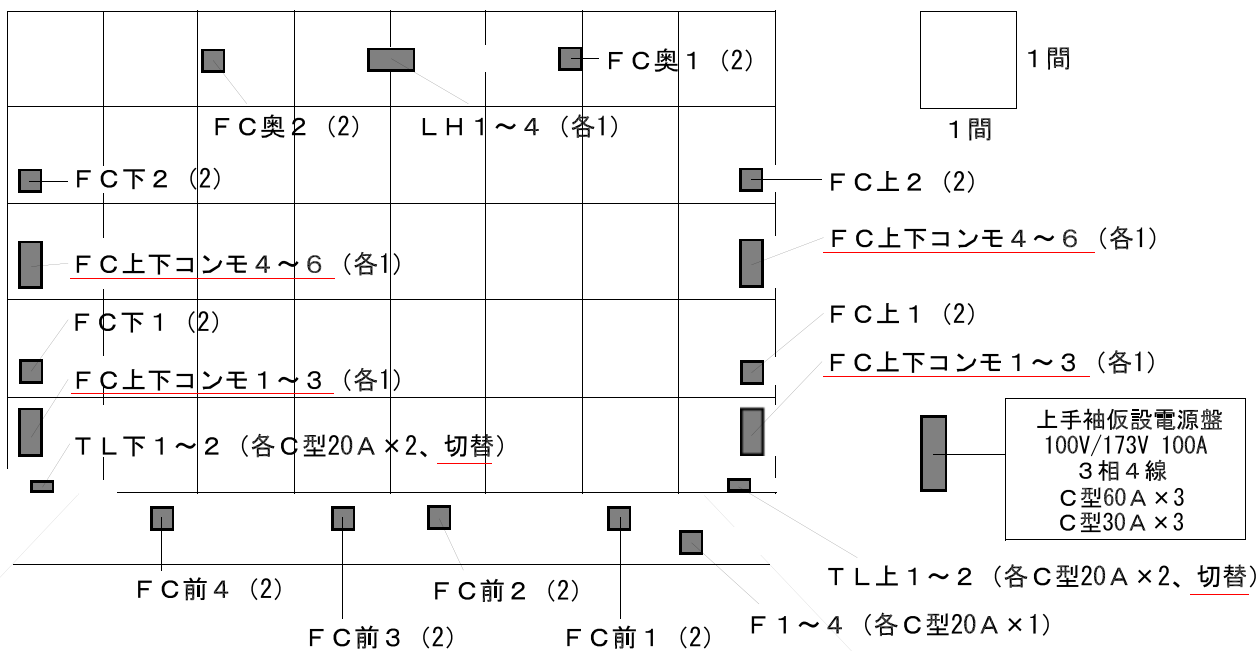 ＦＣ奥１（2）
１間
ＦＣ奥２（2）
ＬＨ１～４（各1）
１間
ＦＣ下２（2）
ＦＣ上２（2）
ＦＣ上下コンモ４～６（各1）
ＦＣ上下コンモ４～６（各1）
ＦＣ下１（2）
ＦＣ上１（2）
ＦＣ上下コンモ１～３（各1）
ＦＣ上下コンモ１～３（各1）
ＴＬ下１～２（各Ｃ型20Ａ×2、切替）
上手袖仮設電源盤
100V/173V 100A
３相４線
Ｃ型60Ａ×3
Ｃ型30Ａ×3
ＴＬ上１～２（各Ｃ型20Ａ×2、切替）
ＦＣ前４（2）
ＦＣ前２（2）
Ｆ１～４（各Ｃ型20Ａ×1）
ＦＣ前３（2）
ＦＣ前１（2）